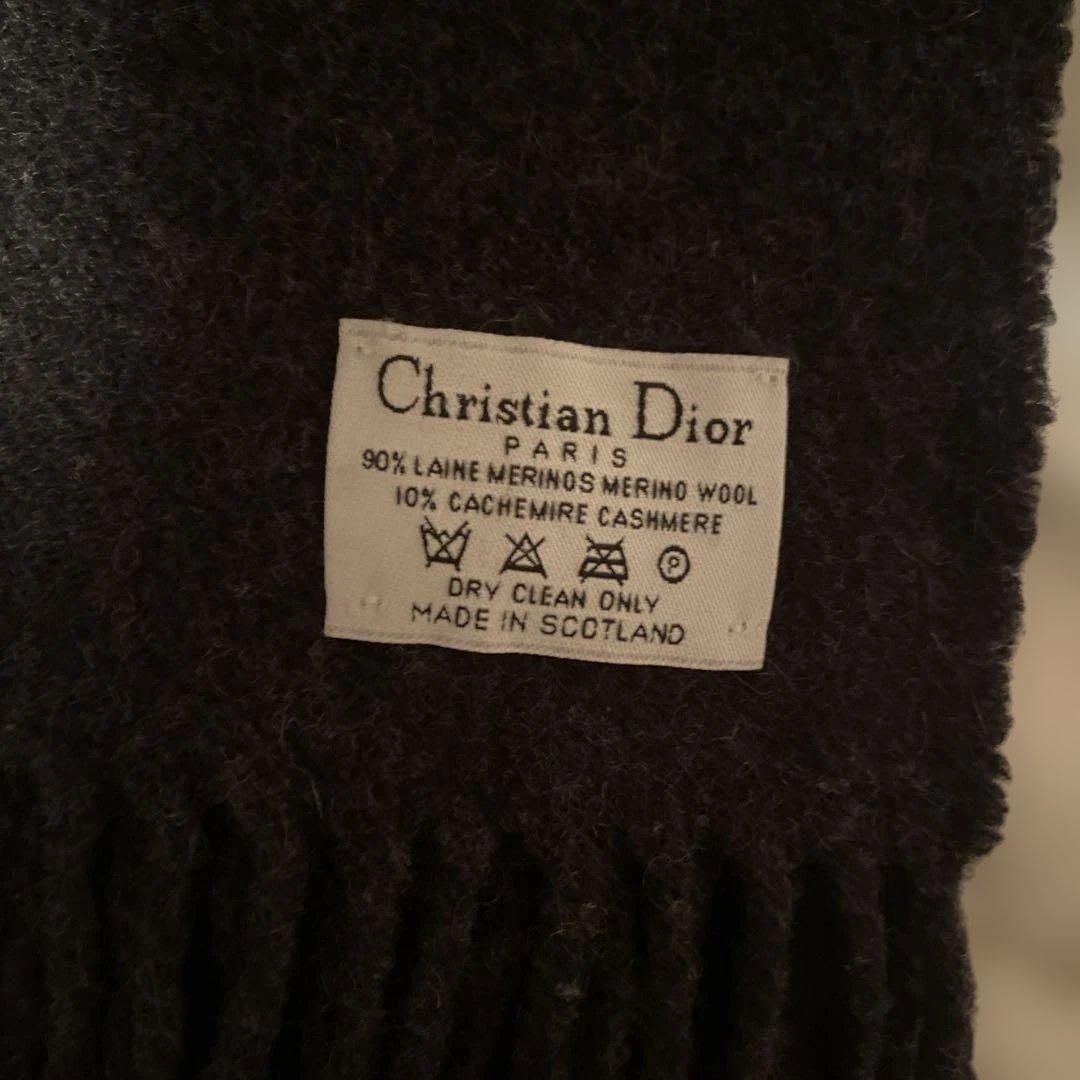 Christian Dior
PARIS
90% LAINE MERINOS MERINO WOOL
10% CACHEMIRE CASHMERE
P
DRY CLEAN ONLY
MADE IN SCOTLAND